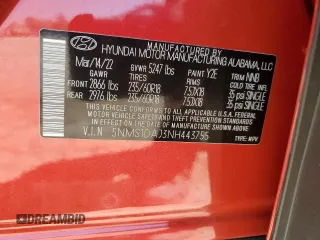 MANUFACTURED BY
HYUNDAI MOTOR MANUFACTURING ALABAMA, LLC
Mar/14/22 GVWR 5247 lbs PAINT Y2E TRIM NNB
GAWR TIRES RIMS COLD TIRE INFL.
FRONT 2866 lbs 235/60R18 7.5JX18 35 psi SINGLE
REAR 2976 lbs 235/60R18 7.5JX18 35 psi SINGLE
THIS VEHICLE CONFORMS TO ALL APPLICABLE FEDERAL MOTOR VEHICLE SAFETY, BUMPER, AND THEFT PREVENTION STANDARDS IN EFFECT ON THE DATE OF MANUFACTURE SHOWN ABOVE.
V.I.N 5NMS1DAJ3NH443795
TYPE: MPV
DREAMBID